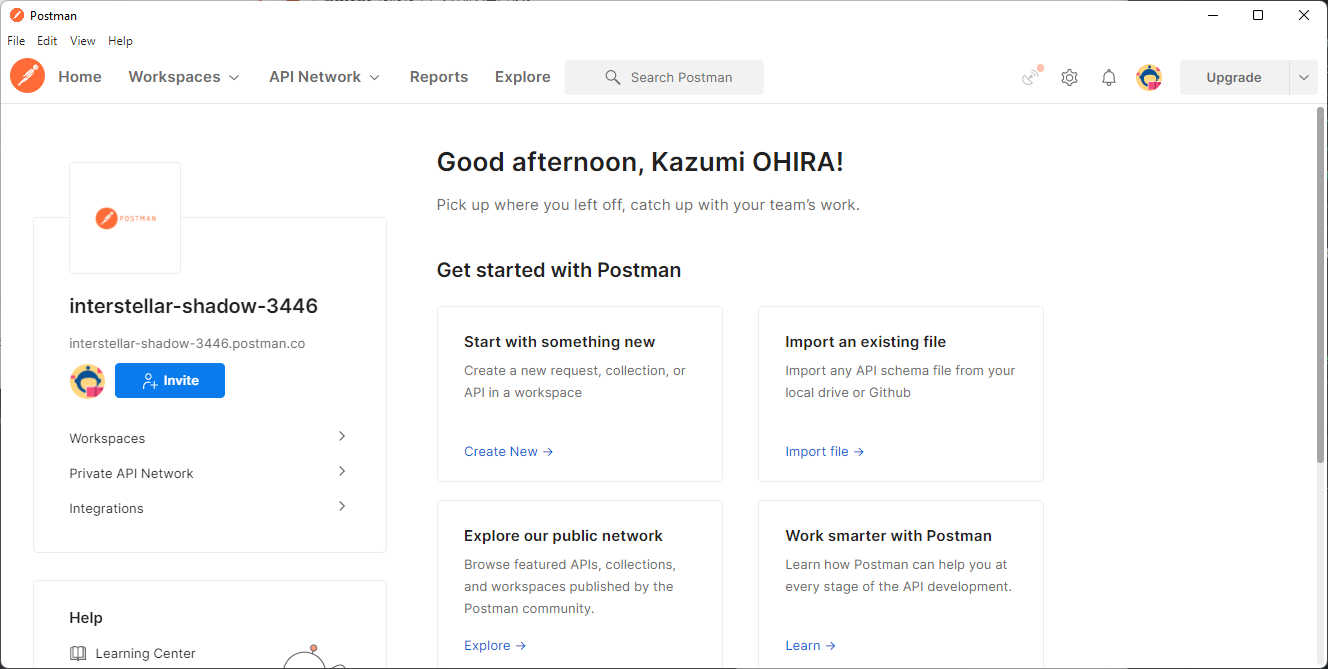 Postman
File Edit View Help
Home Workspaces API Network Reports Explore Search Postman Upgrade
POSTMAN
interstellar-shadow-3446
interstellar-shadow-3446.postman.co
Invite
Workspaces
Private API Network
Integrations
Help
Learning Center
Good afternoon, Kazumi OHIRA!
Pick up where you left off, catch up with your team’s work.
Get started with Postman
Start with something new
Create a new request, collection, or
API in a workspace
Create New →
Import an existing file
Import any API schema file from your
local drive or Github
Import file →
Explore our public network
Browse featured APIs, collections,
and workspaces published by the
Postman community.
Explore →
Work smarter with Postman
Learn how Postman can help you at
every stage of the API development.
Learn →